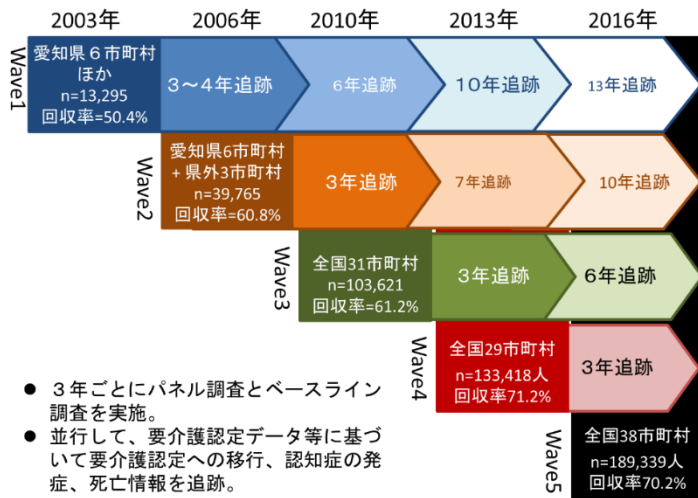 2003年 2006年 2010年 2013年 2016年
Wave1
愛知県６市町村
ほか
n=13,295
回収率=50.4%
3～4年追跡
6年追跡
10年追跡
13年追跡
Wave2
愛知県6市町村
+ 県外3市町村
n=39,765
回収率=60.8%
3年追跡
7年追跡
10年追跡
Wave3
全国31市町村
n=103,621
回収率=61.2%
3年追跡
6年追跡
Wave4
全国29市町村
n=133,418人
回収率71.2%
3年追跡
Wave5
全国38市町村
n=189,339人
回収率70.2%
● ３年ごとにパネル調査とベースライン
調査を実施。
● 並行して、要介護認定データ等に基づ
いて要介護認定への移行、認知症の発
症、死亡情報を追跡。